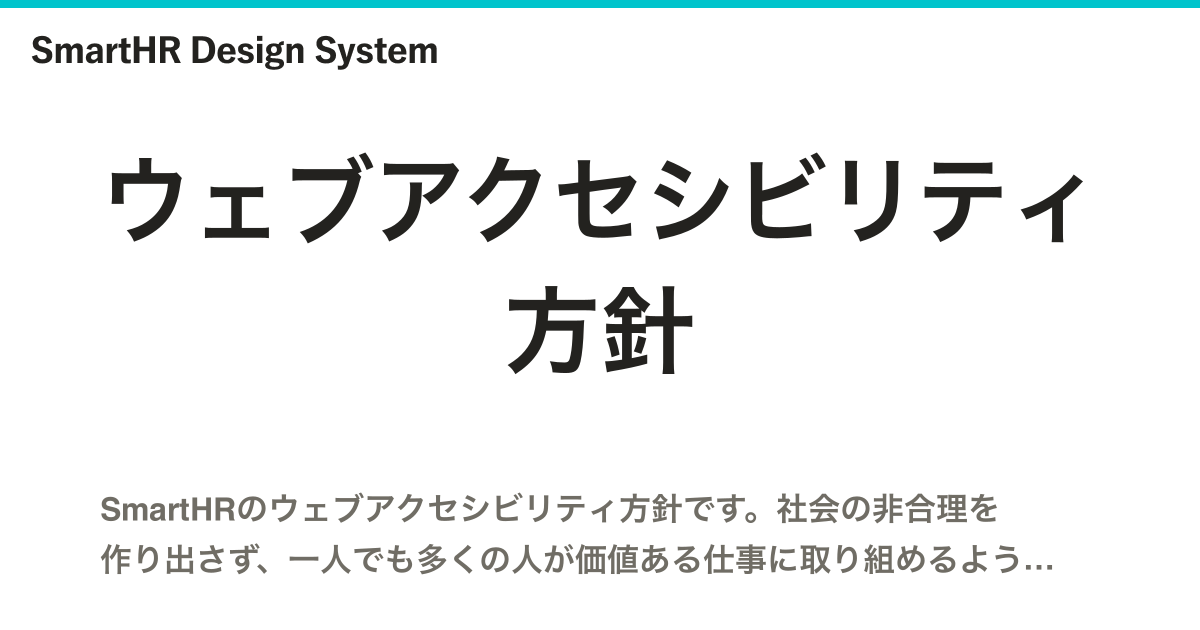 SmartHR Design System
ウェブアクセシビリティ
方針
SmartHRのウェブアクセシビリティ方針です。社会の非合理を
作り出さず、一人でも多くの人が価値ある仕事に取り組めるよう…